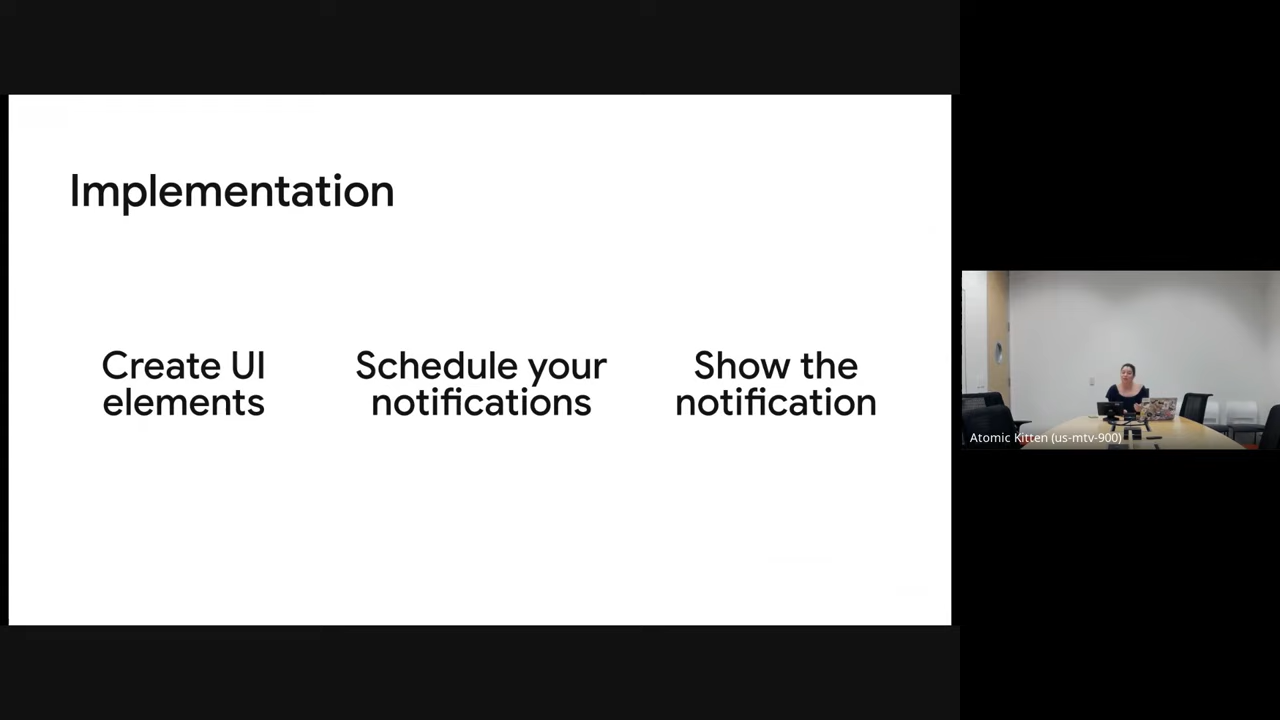 Implementation
Create UI
elements
Schedule your
notifications
Show the
notification
Atomic Kitten (us-mtv-900)